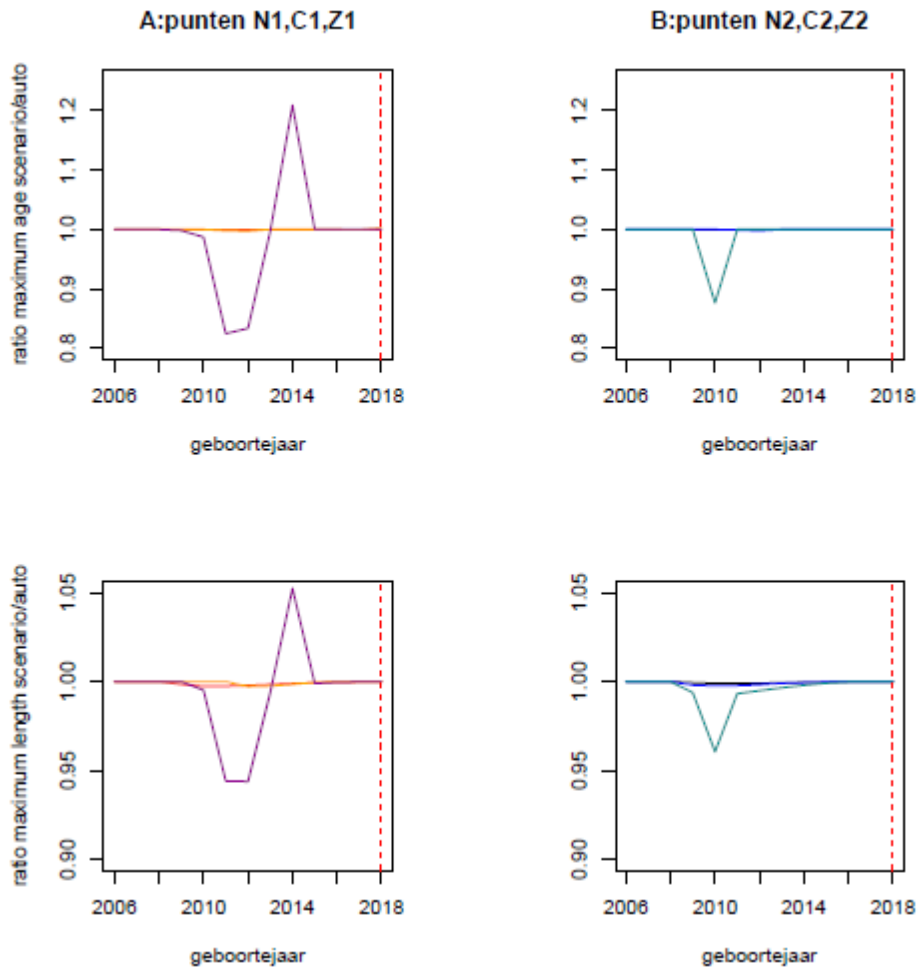 A:punten N1,C1,Z1
B:punten N2,C2,Z2
ratio maximum age scenario/auto
1.2
1.1
1.0
0.9
0.8
2006 2010 2014 2018
geboortejaar
1.2
1.1
1.0
0.9
0.8
2006 2010 2014 2018
geboortejaar
ratio maximum length scenario/auto
1.05
1.00
0.95
0.90
2006 2010 2014 2018
geboortejaar
1.05
1.00
0.95
0.90
2006 2010 2014 2018
geboortejaar